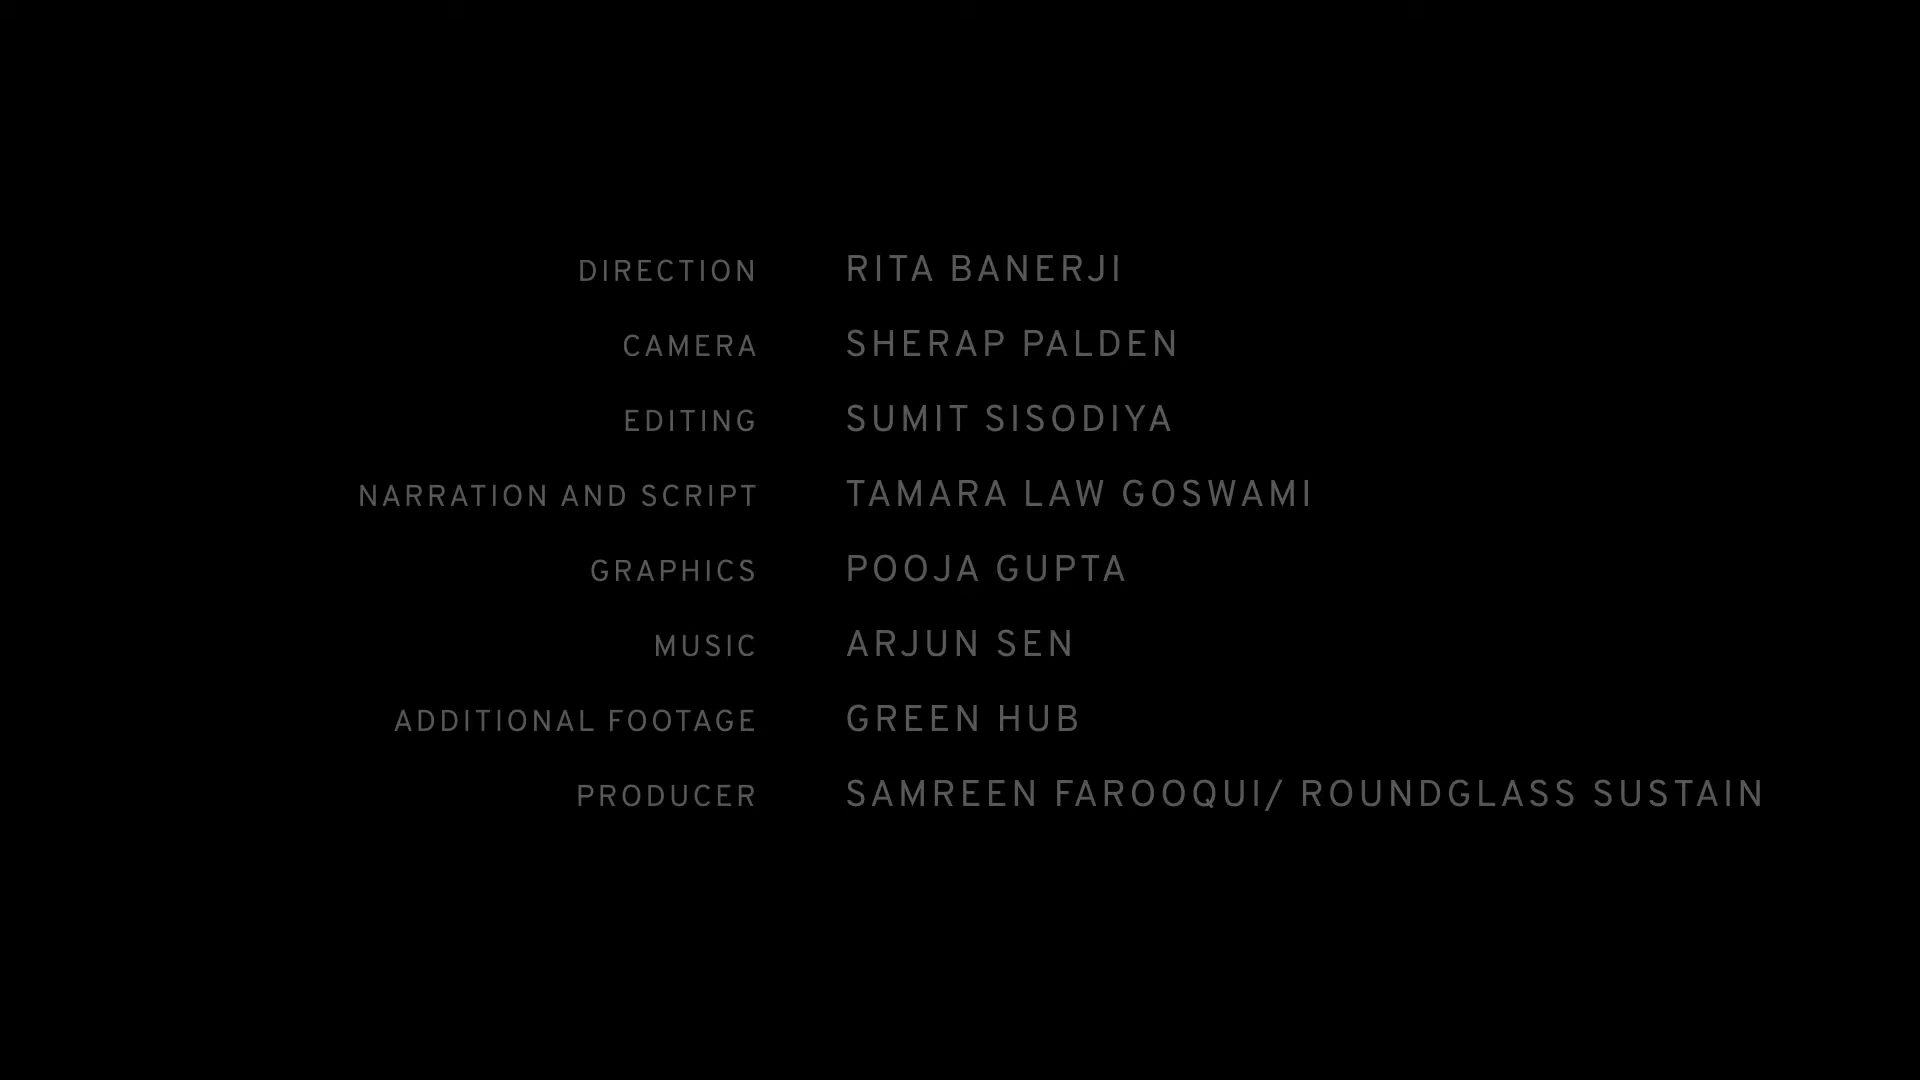 DIRECTION RITA BANERJI
CAMERA SHERAP PALDEN
EDITING SUMIT SISODIYA
NARRATION AND SCRIPT TAMARA LAW GOSWAMI
GRAPHICS POOJA GUPTA
MUSIC ARJUN SEN
ADDITIONAL FOOTAGE GREEN HUB
PRODUCER SAMREEN FAROOQUI/ ROUNDGLASS SUSTAIN